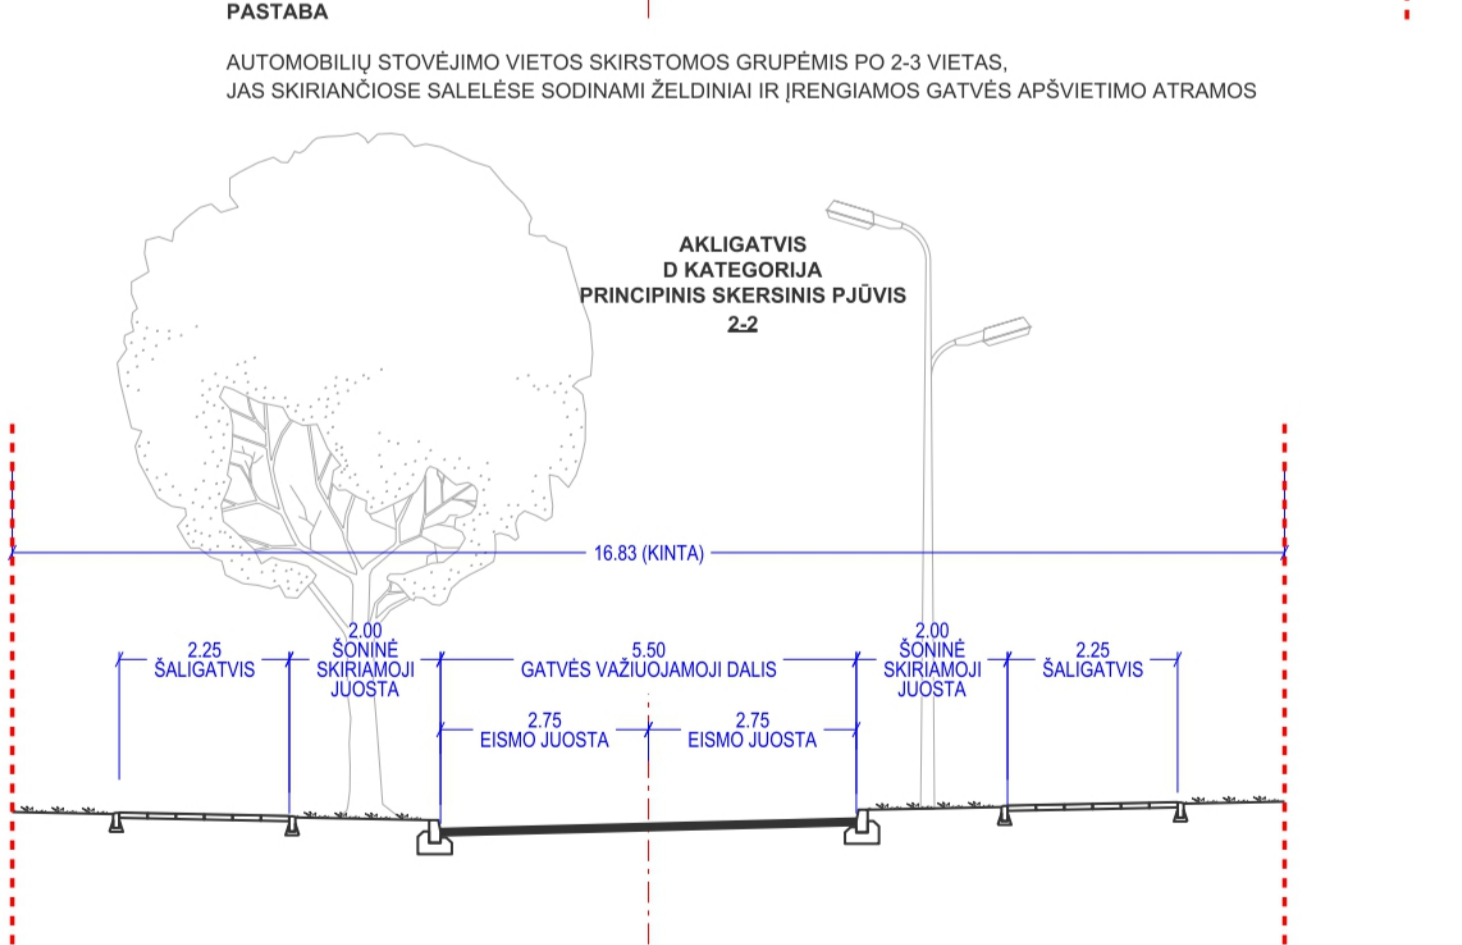 PASTABA
AUTOMOBILIŲ STOVĖJIMO VIETOS SKIRSTOMOS GRUPĖMIS PO 2-3 VIETAS,
JAS SKIRIANČIOSE SALELĖSE SODINAMI ŽELDINIAI IR ĮRENGIAMOS GATVĖS APŠVIETIMO ATRAMOS
AKLIGATVIS
D KATEGORIJA
PRINCIPINIS SKERSINIS PJŪVIS
2-2
16.83 (KINTA)
2.25
ŠALIGATVIS
2.00
ŠONINĖ
SKIRIAMOJI
JUOSTA
5.50
GATVĖS VAŽIUOJAMOJI DALIS
2.00
ŠONINĖ
SKIRIAMOJI
JUOSTA
2.25
ŠALIGATVIS
2.75
EISMO JUOSTA
2.75
EISMO JUOSTA